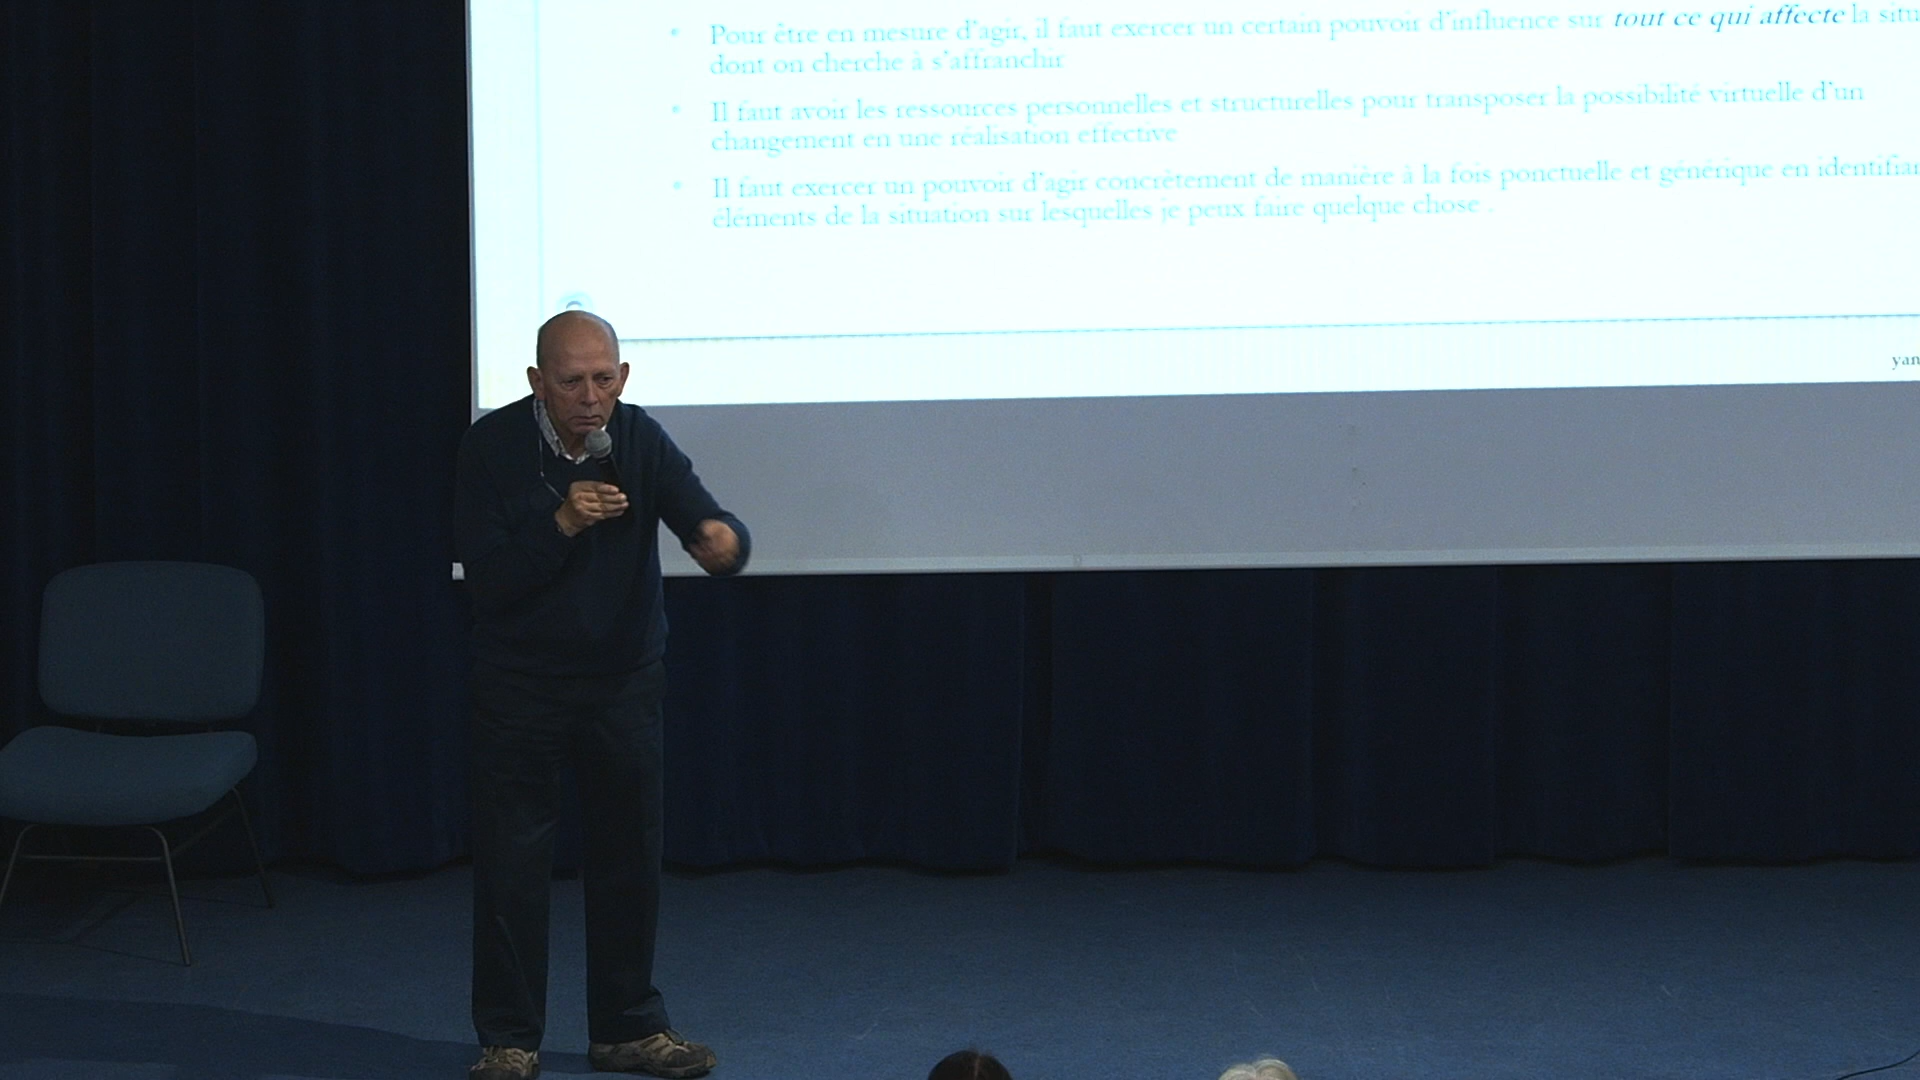 Pour être en mesure d'agir, il faut exercer un certain pouvoir d'influence sur tout ce qui affecte la situ
dont on cherche à s'affranchir
Il faut avoir les ressources personnelles et structurelles pour transposer la possibilité virtuelle d'un
changement en une réalisation effective
Il faut exercer un pouvoir d'agir concrètement de manière à la fois ponctuelle et générique en identifian
éléments de la situation sur lesquelles je peux faire quelque chose .
yan